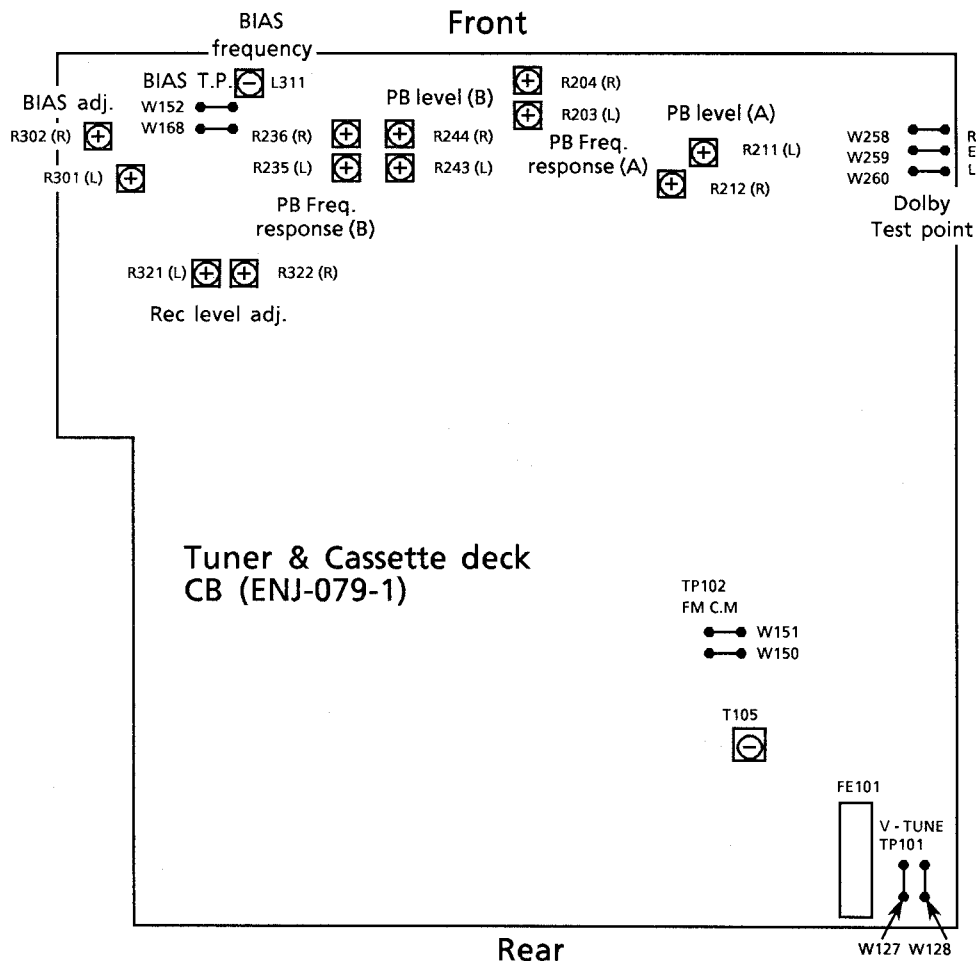 Front
BIAS
frequency
BIAS T.P.
L311
W152
W168
BIAS adj.
R302 (R)
R301 (L)
PB level (B)
R236 (R)
R244 (R)
R235 (L)
R243 (L)
PB Freq.
response (B)
R204 (R)
R203 (L)
PB Freq.
response (A)
PB level (A)
R211 (L)
R212 (R)
W258 R
W259 E
W260 L
Dolby
Test point
R321 (L)
R322 (R)
Rec level adj.
Tuner & Cassette deck
CB (ENJ-079-1)
TP102
FM C.M
W151
W150
T105
FE101
V - TUNE
TP101
W127 W128
Rear